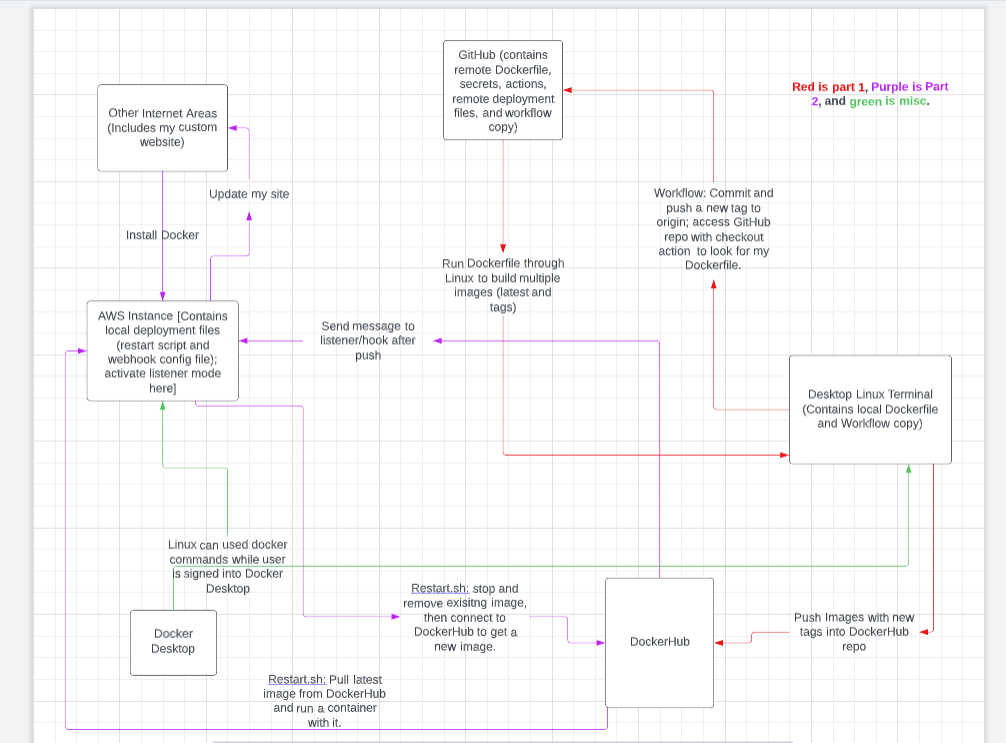 GitHub (contains
remote Dockerfile,
secrets, actions,
remote deployment
files, and workflow
copy)
Red is part 1, Purple is Part
2, and green is misc.
Other Internet Areas
(Includes my custom
website)
Update my site
Install Docker
Workflow: Commit and
push a new tag to
origin; access GitHub
repo with checkout
action to look for my
Dockerfile.
Run Dockerfile through
Linux to build multiple
images (latest and
tags)
AWS Instance [Contains
local deployment files
(restart script and
webhook config file);
activate listener mode
here]
Send message to
listener/hook after
push
Desktop Linux Terminal
(Contains local Dockerfile
and Workflow copy)
Linux can used docker
commands while user
is signed into Docker
Desktop
Restart.sh: stop and
remove exisitng image,
then connect to
DockerHub to get a
new image.
DockerHub
Push Images with new
tags into DockerHub
repo
Docker
Desktop
Restart.sh: Pull latest
image from DockerHub
and run a container
with it.